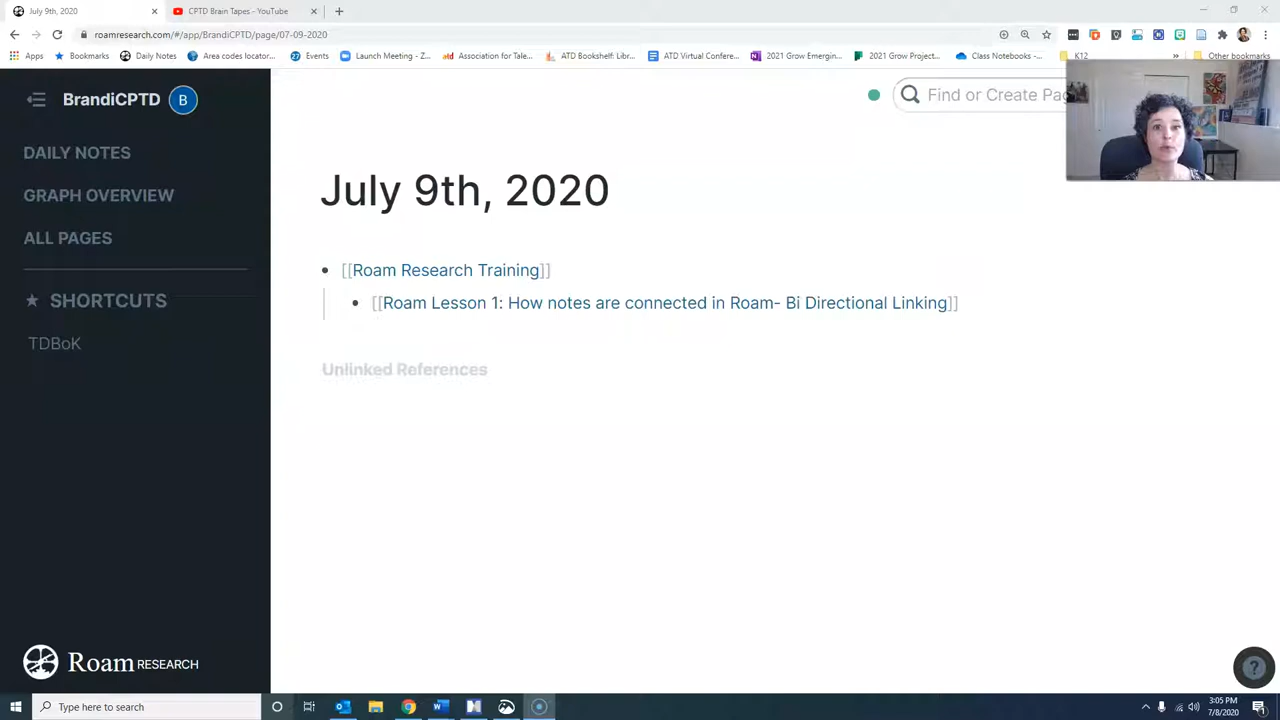 July 9th, 2020
CPTD Brain Tapes - YouTube
roamresearch.com/#/app/BrandiCPTD/page/07-09-2020
Apps
Bookmarks
Daily Notes
Area codes locator...
Events
Launch Meeting - Z...
Association for Tale...
ATD Bookshelf: Libr...
ATD Virtual Confere...
2021 Grow Emergin...
2021 Grow Project...
Class Notebooks -...
K12
»
Other bookmarks
BrandiCPTD B
Find or Create Pag
DAILY NOTES
GRAPH OVERVIEW
ALL PAGES
SHORTCUTS
TDBoK
July 9th, 2020
[[Roam Research Training]]
[[Roam Lesson 1: How notes are connected in Roam- Bi Directional Linking]]
Unlinked References
Roam RESEARCH
?
Type here to search
3:05 PM
7/8/2020